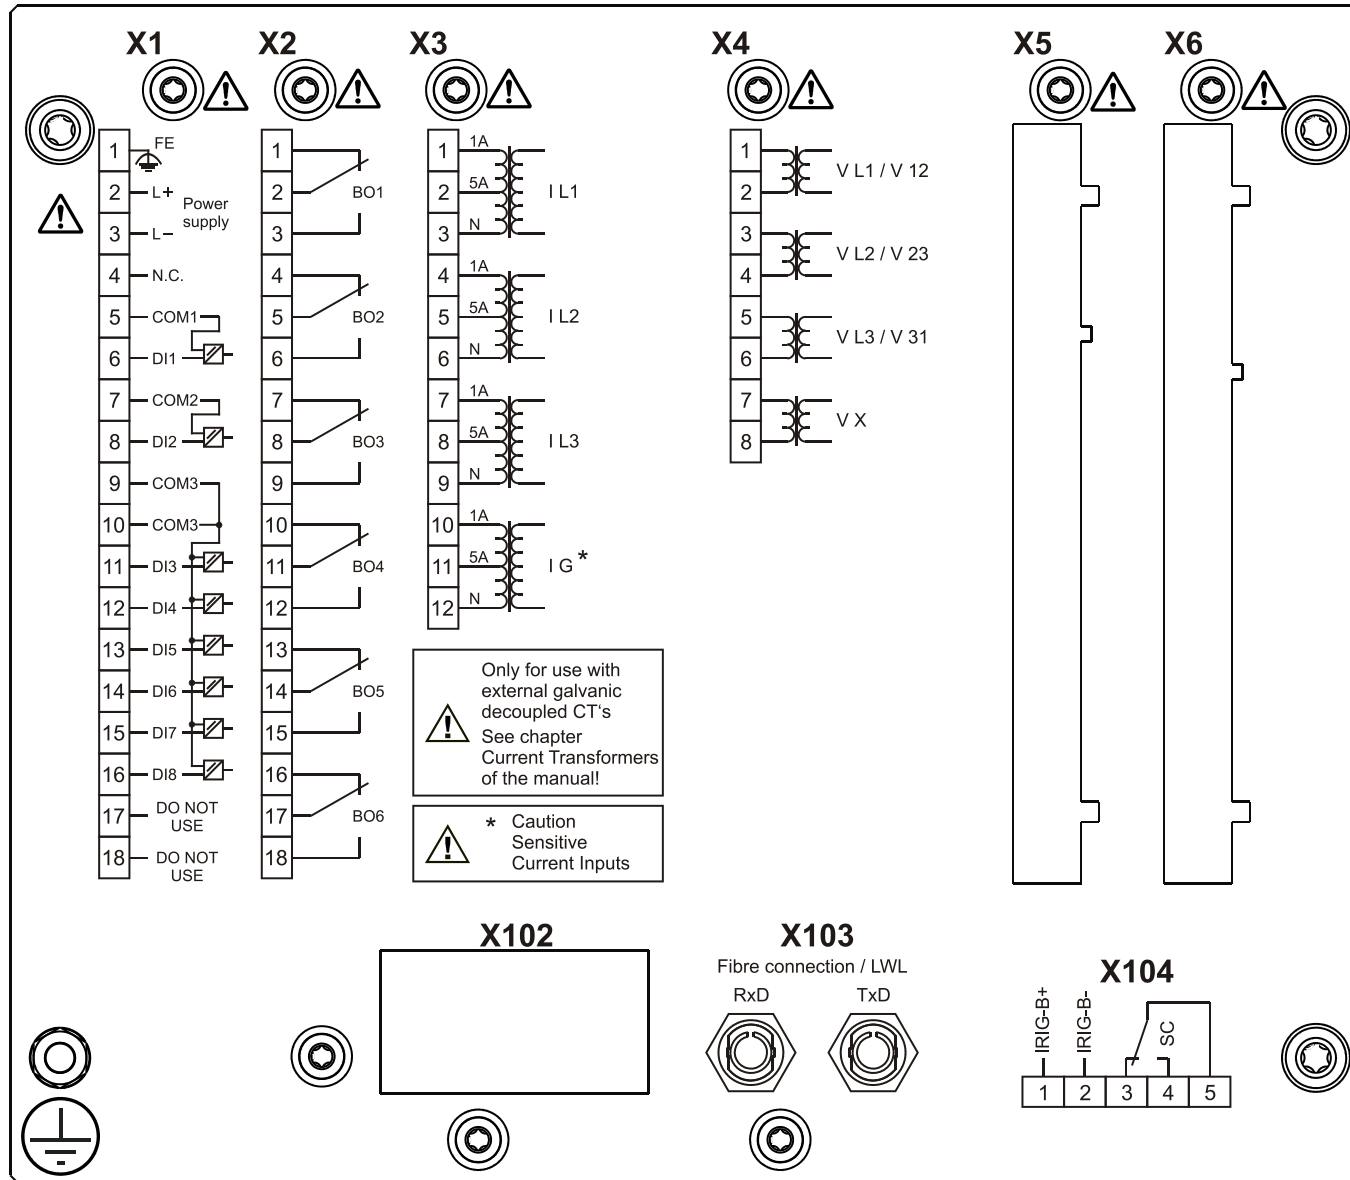 X1
X2
X3
X4
X5
X6
1 FE
2 L+
Power
supply
3 L−
4 N.C.
5 COM1
6 DI1
7 COM2
8 DI2
9 COM3
10 COM3
11 DI3
12 DI4
13 DI5
14 DI6
15 DI7
16 DI8
17 DO NOT
USE
18 DO NOT
USE
1
2 BO1
3
4
5 BO2
6
7
8 BO3
9
10
11 BO4
12
13
14 BO5
15
16
17 BO6
18
1 1A
2 5A I L1
3 N
4 1A
5 5A I L2
6 N
7 1A
8 5A I L3
9 N
10 1A
11 5A I G *
12 N
Only for use with
external galvanic
decoupled CT‘s
See chapter
Current Transformers
of the manual!
* Caution
Sensitive
Current Inputs
1
V L1 / V 12
2
3
V L2 / V 23
4
5
V L3 / V 31
6
7
V X
8
X102
X103
Fibre connection / LWL
RxD TxD
X104
IRIG-B+
IRIG-B-
SC
1 2 3 4 5